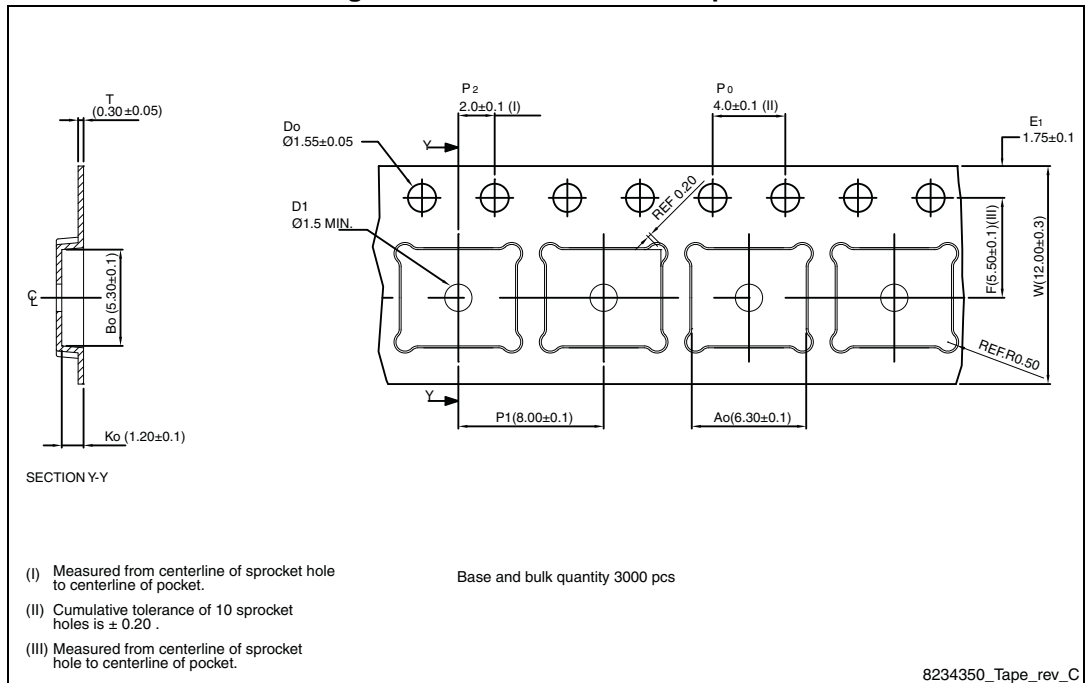 T
(0.30 ±0.05)
P2
2.0±0.1 (I)
P0
4.0±0.1 (II)
E1
1.75±0.1
Do
Ø1.55±0.05
Y
REF 0.20
D1
Ø1.5 MIN.
F(5.50±0.1)(III)
W(12.00±0.3)
CL
Bo (5.30±0.1)
REF.R0.50
Y
P1(8.00±0.1)
Ao(6.30±0.1)
Ko (1.20±0.1)
SECTION Y-Y
(I) Measured from centerline of sprocket hole
to centerline of pocket.
Base and bulk quantity 3000 pcs
(II) Cumulative tolerance of 10 sprocket
holes is ± 0.20 .
(III) Measured from centerline of sprocket
hole to centerline of pocket.
8234350_Tape_rev_C